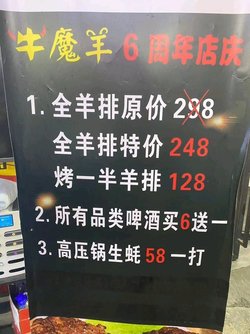 牛魔羊 6周年店庆
1. 全羊排原价 298
全羊排特价 248
烤一半羊排 128
2. 所有品类啤酒买6送一
3. 高压锅生蚝 58 一打